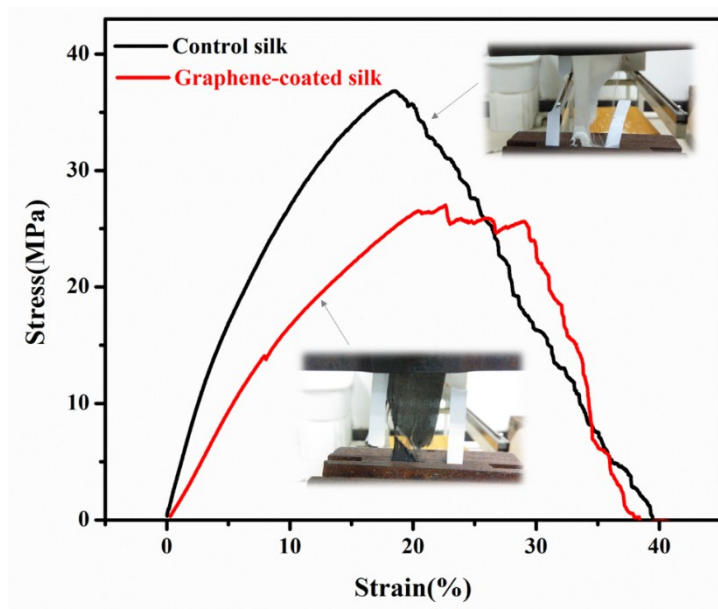 Control silk
Graphene-coated silk
40
30
20
10
0
Stress(MPa)
0 10 20 30 40
Strain(%)